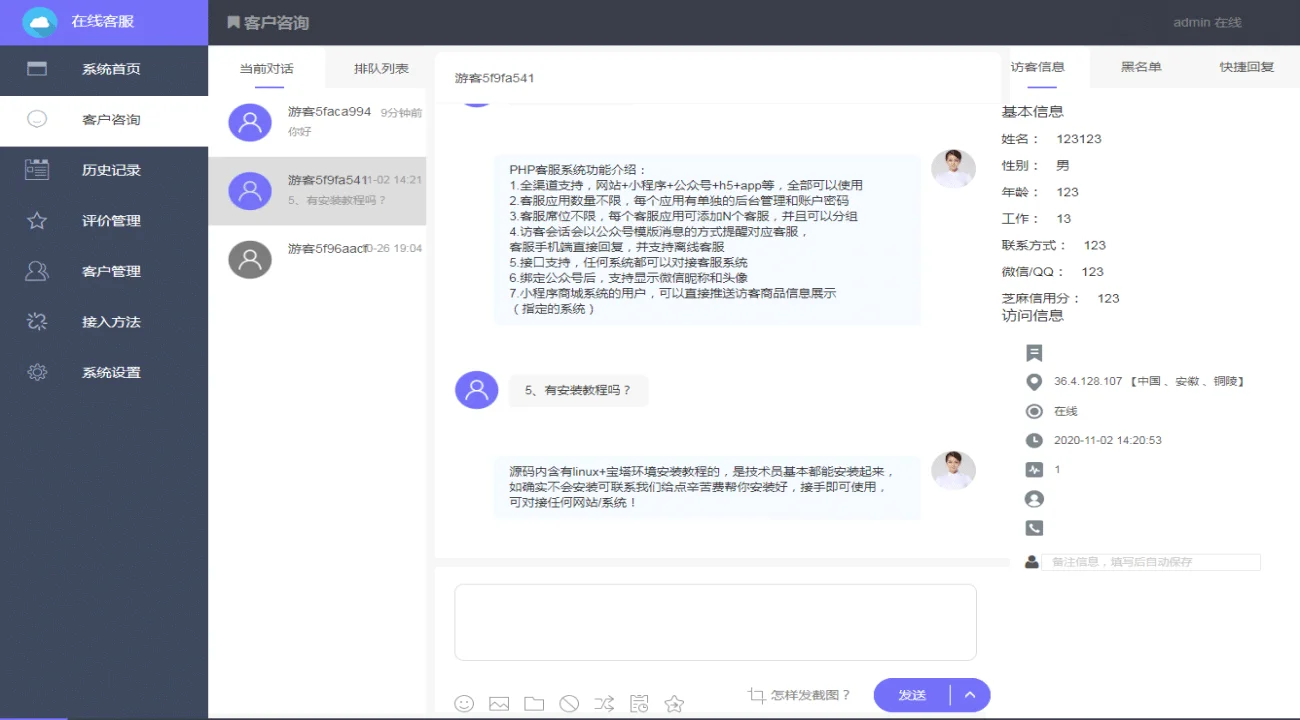 在线客服
客户咨询
admin 在线
系统首页
客户咨询
历史记录
评价管理
客户管理
接入方法
系统设置
当前对话
排队列表
游客5faca994
9分钟前
你好
游客5f9fa541
1-02 14:21
5、有安装教程吗？
游客5f96aacf
0-26 19:04
游客5f9fa541
PHP客服系统功能介绍：
1.全渠道支持，网站+小程序+公众号+h5+app等，全部可以使用
2.客服应用数量不限，每个应用有单独的后台管理和账户密码
3.客服席位不限，每个客服应用可添加N个客服，并且可以分组
4.访客会话会以公众号模版消息的方式提醒对应客服，
客服手机端直接回复，并支持离线客服
5.接口支持，任何系统都可以对接客服系统
6.绑定公众号后，支持显示微信昵称和头像
7.小程序商城系统的用户，可以直接推送访客商品信息展示
（指定的系统）
5、有安装教程吗？
源码内含有linux+宝塔环境安装教程的，是技术员基本都能安装起来，
如确实不会安装可联系我们给点辛苦费帮你安装好，接手即可使用，
可对接任何网站/系统！
怎样发截图？
发送
访客信息
黑名单
快捷回复
基本信息
姓名： 123123
性别： 男
年龄： 123
工作： 13
联系方式： 123
微信/QQ： 123
芝麻信用分： 123
访问信息
36.4.128.107 【中国、安徽、铜陵】
在线
2020-11-02 14:20:53
1
备注信息，填写后自动保存